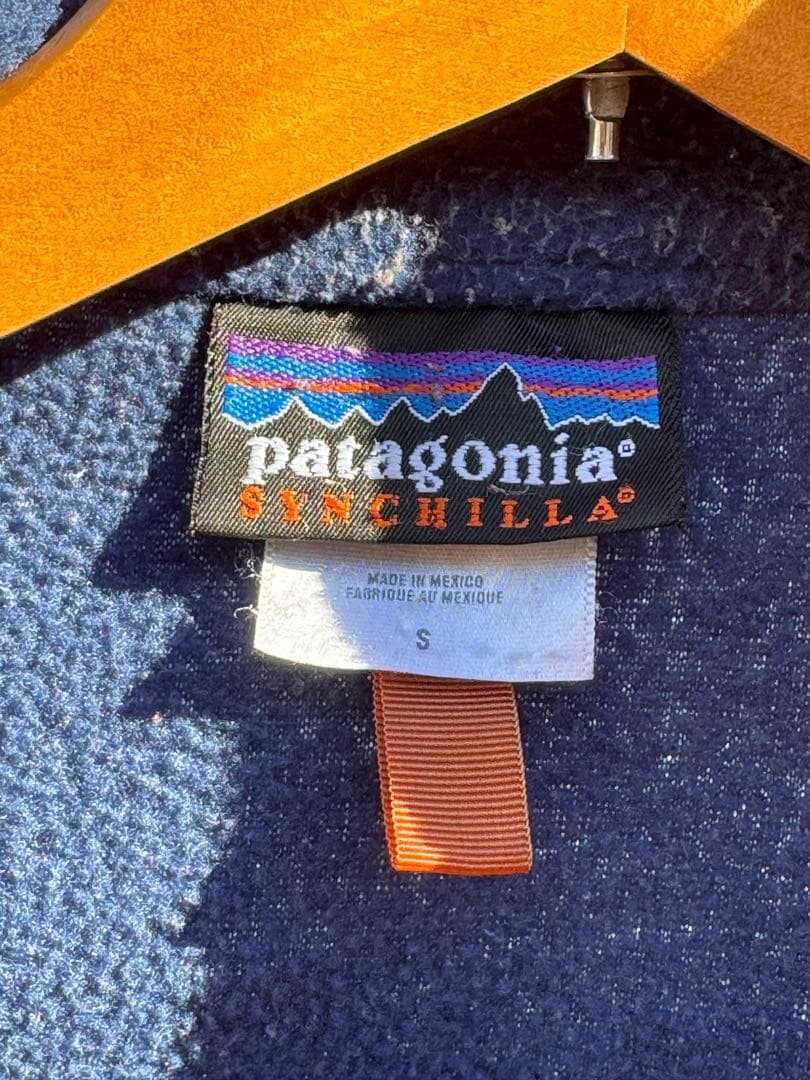 patagonia®
SYNCHILLA®
MADE IN MEXICO
FABRIQUE AU MEXIQUE
S